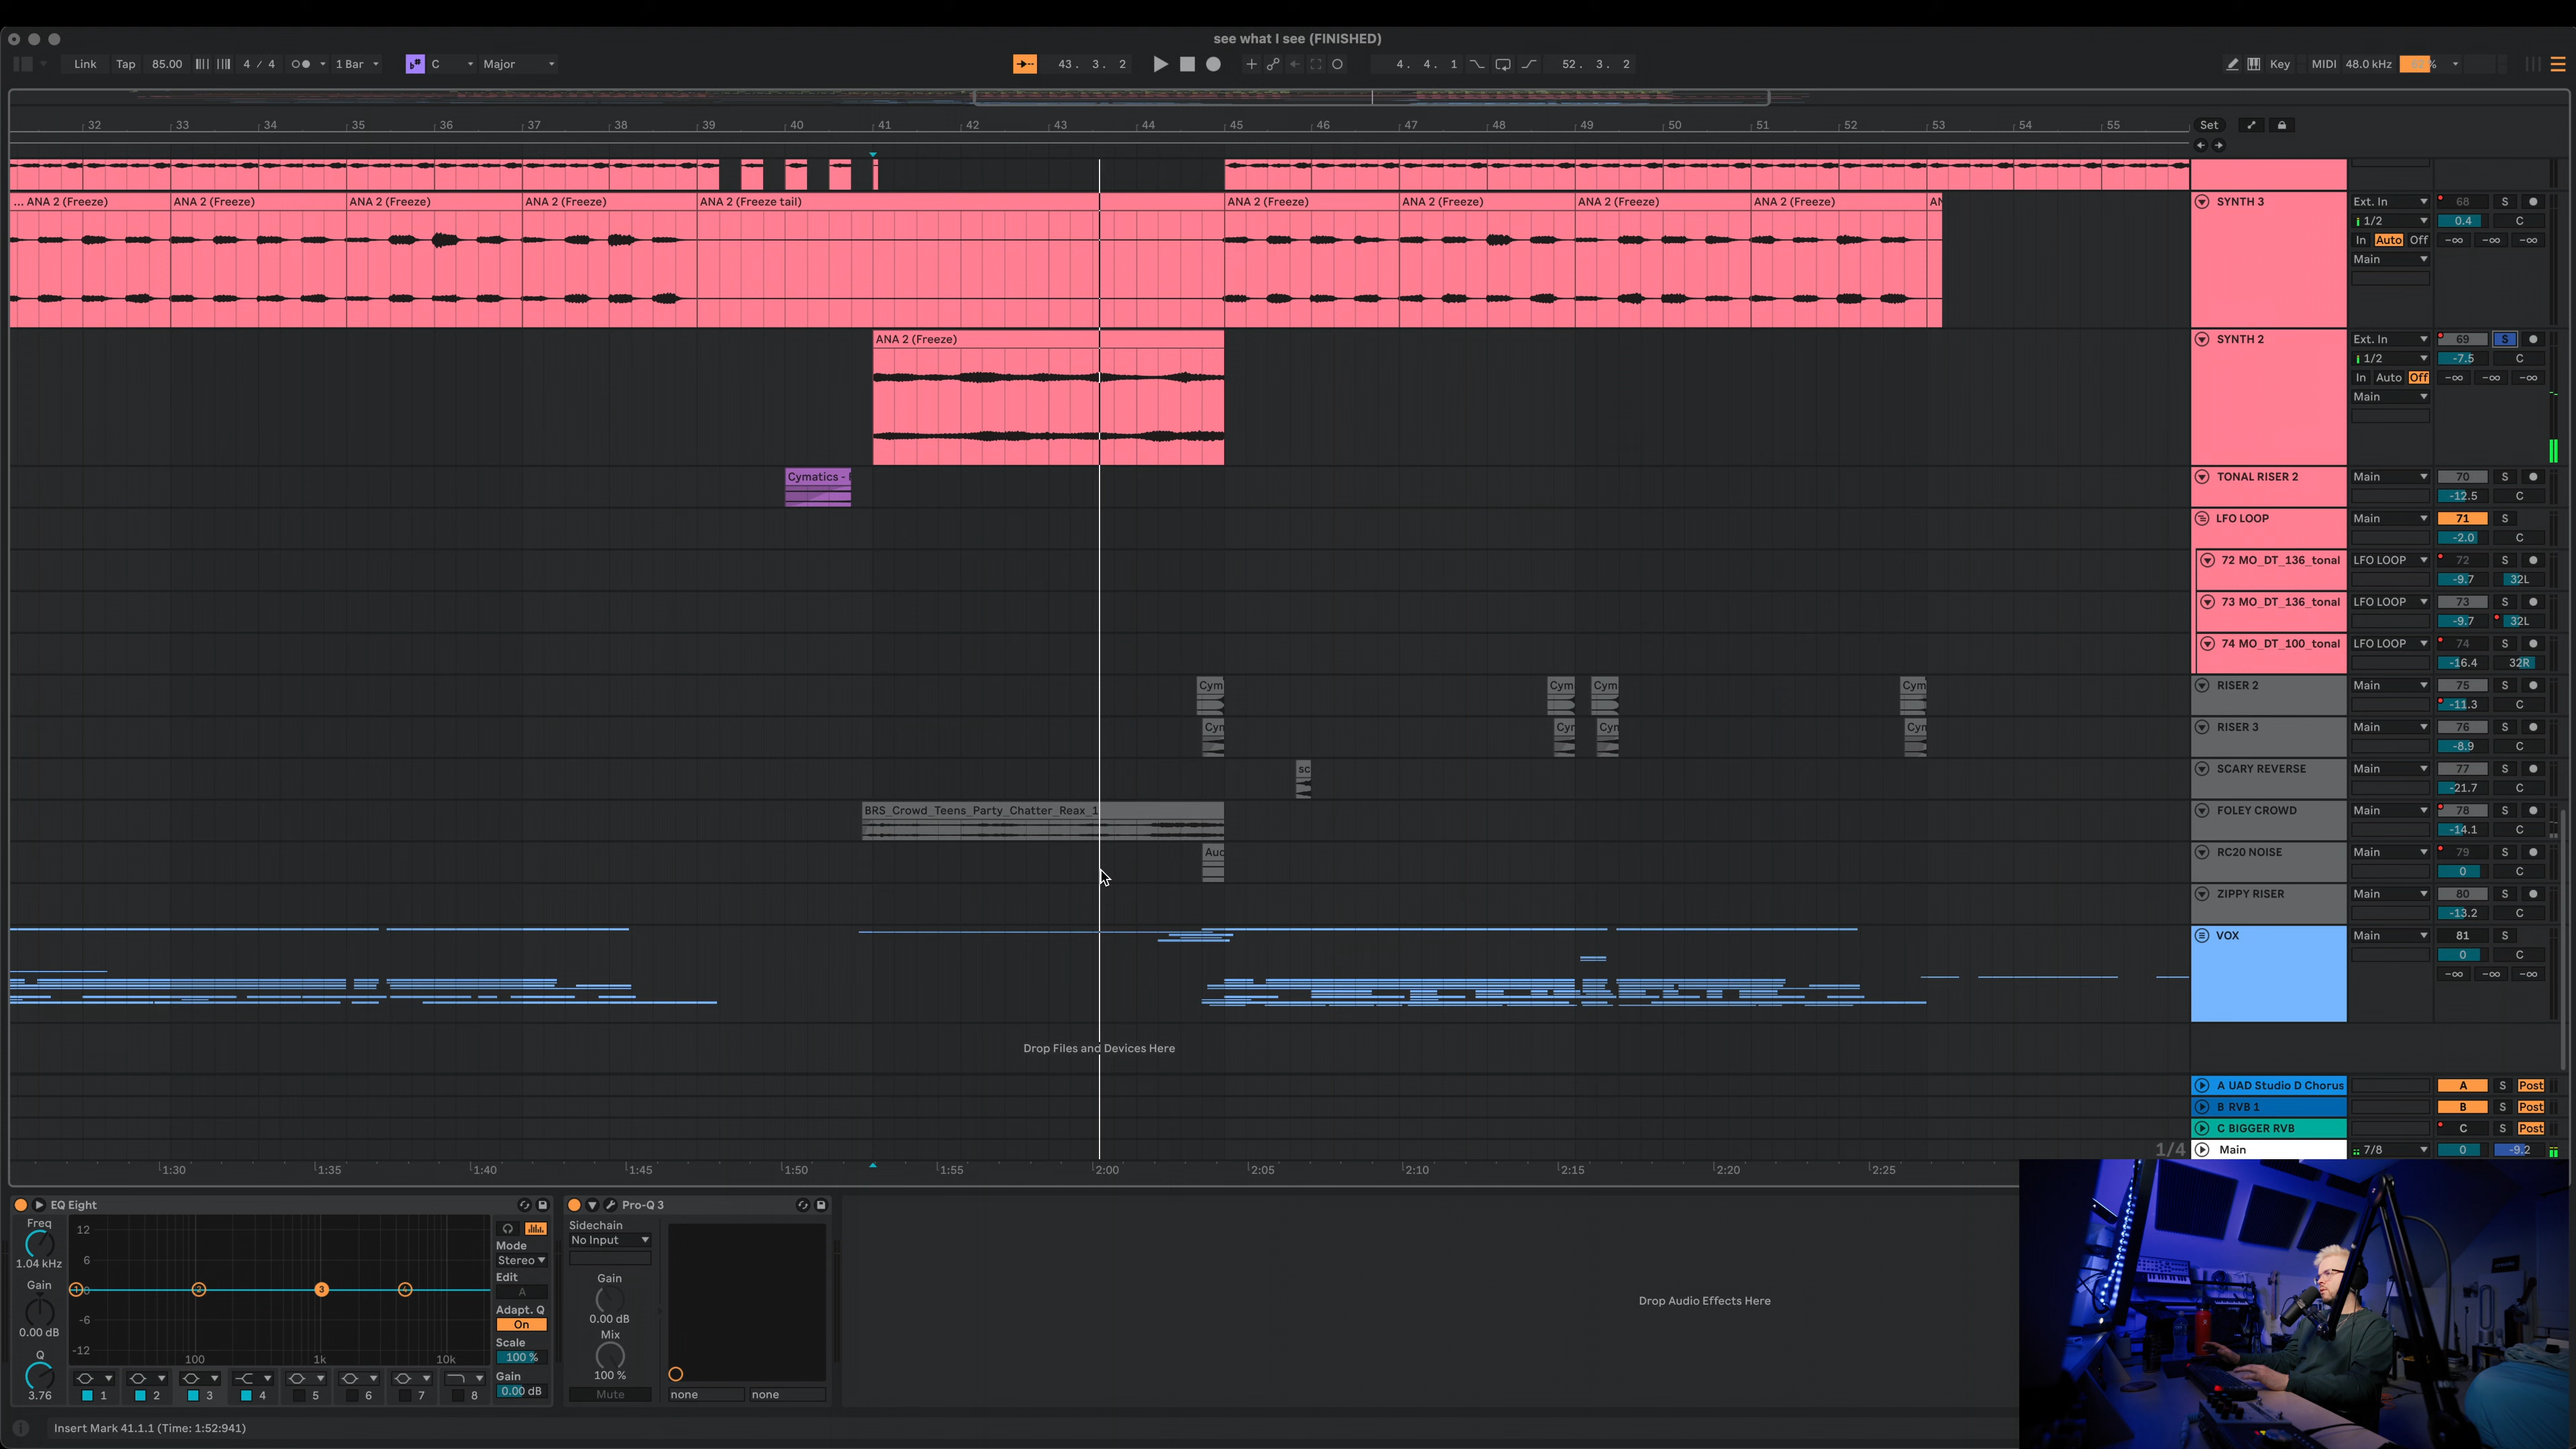 see what I see (FINISHED)
Link Tap 85.00 4 / 4 1 Bar C Major 43. 3. 2 4. 4. 1 52. 3. 2 Key MIDI 48.0 kHz
32 33 34 35 36 37 38 39 40 41 42 43 44 45 46 47 48 49 50 51 52 53 54 55 Set
... ANA 2 (Freeze) ANA 2 (Freeze) ANA 2 (Freeze) ANA 2 (Freeze) ANA 2 (Freeze tail) ANA 2 (Freeze) ANA 2 (Freeze) ANA 2 (Freeze) ANA 2 (Freeze) AN SYNTH 3 Ext. In 68 S
1/2 0.4 C
In Auto Off -∞ -∞ -∞
Main
ANA 2 (Freeze) SYNTH 2 Ext. In 69 S
1/2 -7.5 C
In Auto Off -∞ -∞ -∞
Main
Cymatics - TONAL RISER 2 Main 70 S
-12.5 C
LFO LOOP Main 71 S
-2.0 C
72 MO_DT_136_tonal LFO LOOP 72 S
-9.7 32L
73 MO_DT_136_tonal LFO LOOP 73 S
-9.7 32L
74 MO_DT_100_tonal LFO LOOP 74 S
-16.4 32R
Cym Cym Cym Cym RISER 2 Main 75 S
-11.3 C
Cyn Cyn Cyn Cyn RISER 3 Main 76 S
-8.9 C
sc SCARY REVERSE Main 77 S
-21.7 C
BRS_Crowd_Teens_Party_Chatter_Reax_1 FOLEY CROWD Main 78 S
-14.1 C
Auc RC20 NOISE Main 79 S
0 C
ZIPPY RISER Main 80 S
-13.2 C
VOX Main 81 S
0 C
-∞ -∞ -∞
Drop Files and Devices Here
A UAD Studio D Chorus A S Post
B RVB 1 B S Post
C BIGGER RVB C S Post
1/4 Main 7/8 0 -9.2
1:30 1:35 1:40 1:45 1:50 1:55 2:00 2:05 2:10 2:15 2:20 2:25
EQ Eight Pro-Q 3
Freq 12 Sidechain
No Input
Mode
1.04 kHz 6 Stereo
Gain 0 Edit Gain
A
0.00 dB -6 Adapt. Q 0.00 dB
On Mix
Q -12 Scale
100 1k 10k 100 % 100 %
Gain
3.76 1 2 3 4 5 6 7 8 0.00 dB Mute none none
Drop Audio Effects Here
Insert Mark 41.1.1 (Time: 1:52:941)